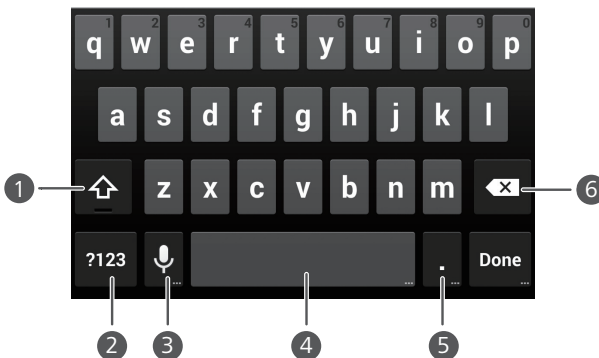 1 2 3 4 5 6 7 8 9 0
q w e r t y u i o p
a s d f g h j k l
1 z x c v b n m 6
?123 . Done
2 3 4 5